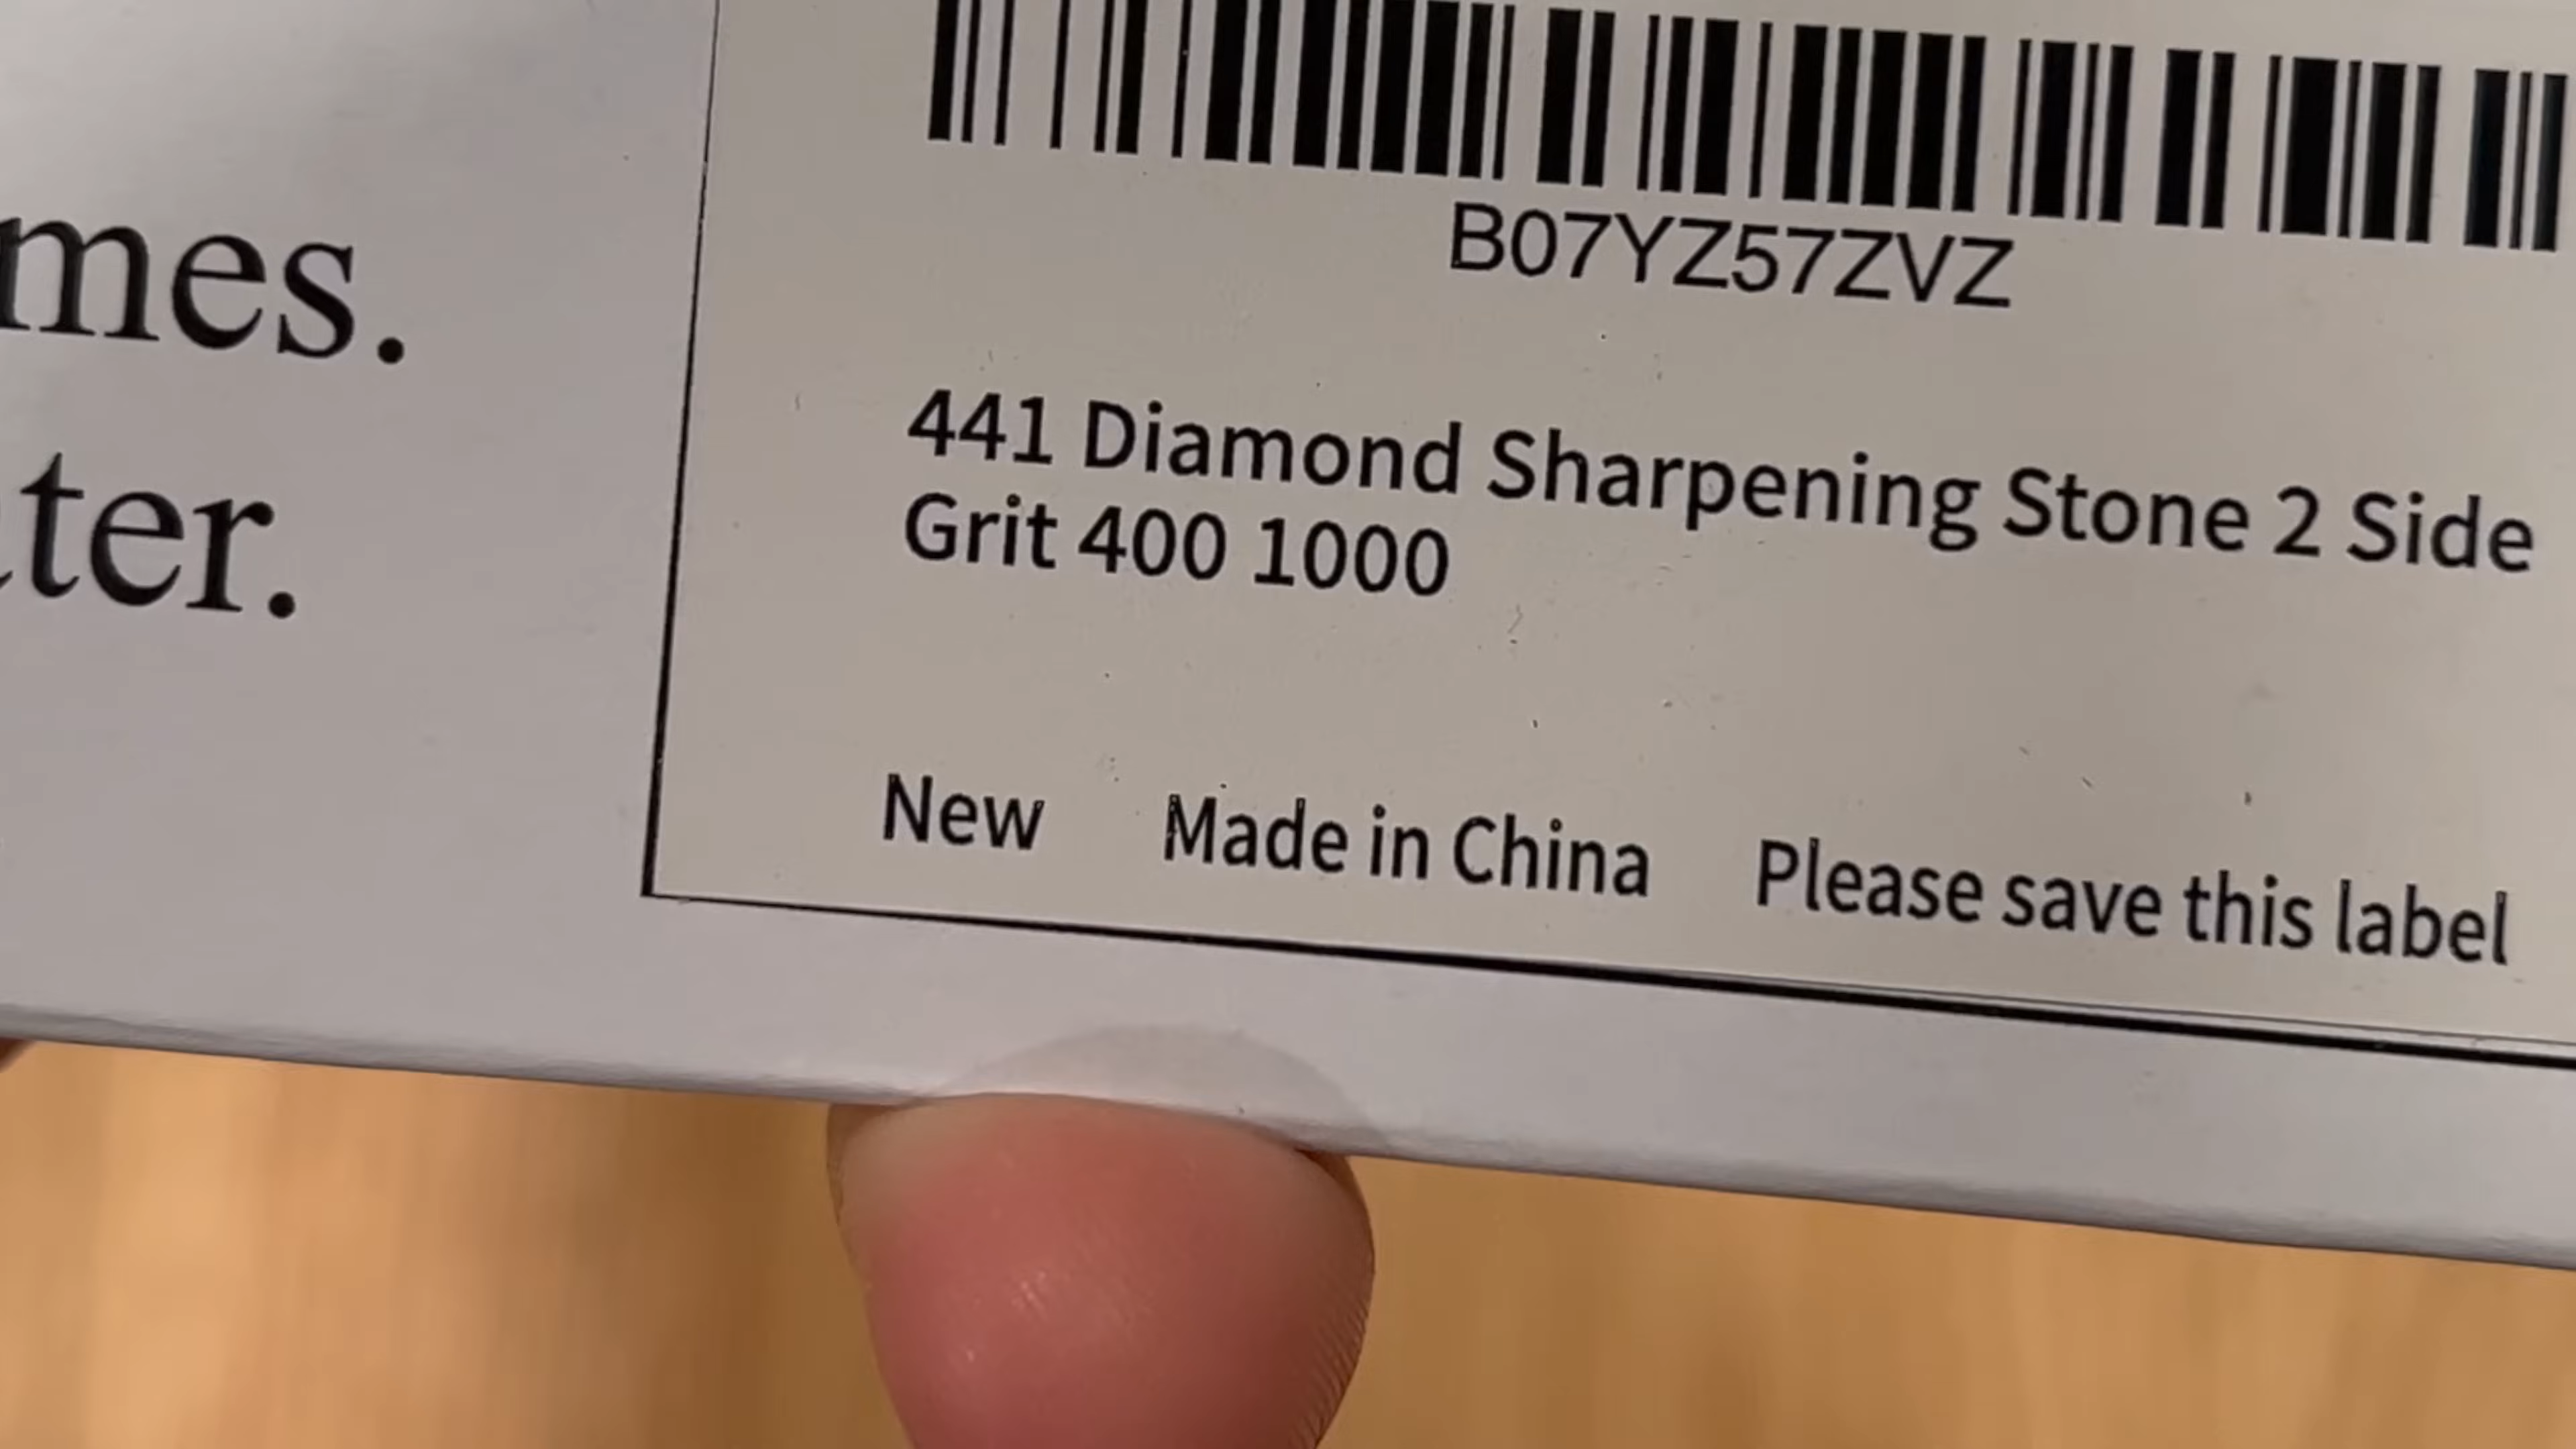 mes.
ter.
B07YZ57ZVZ
441 Diamond Sharpening Stone 2 Side
Grit 400 1000
New Made in China Please save this label